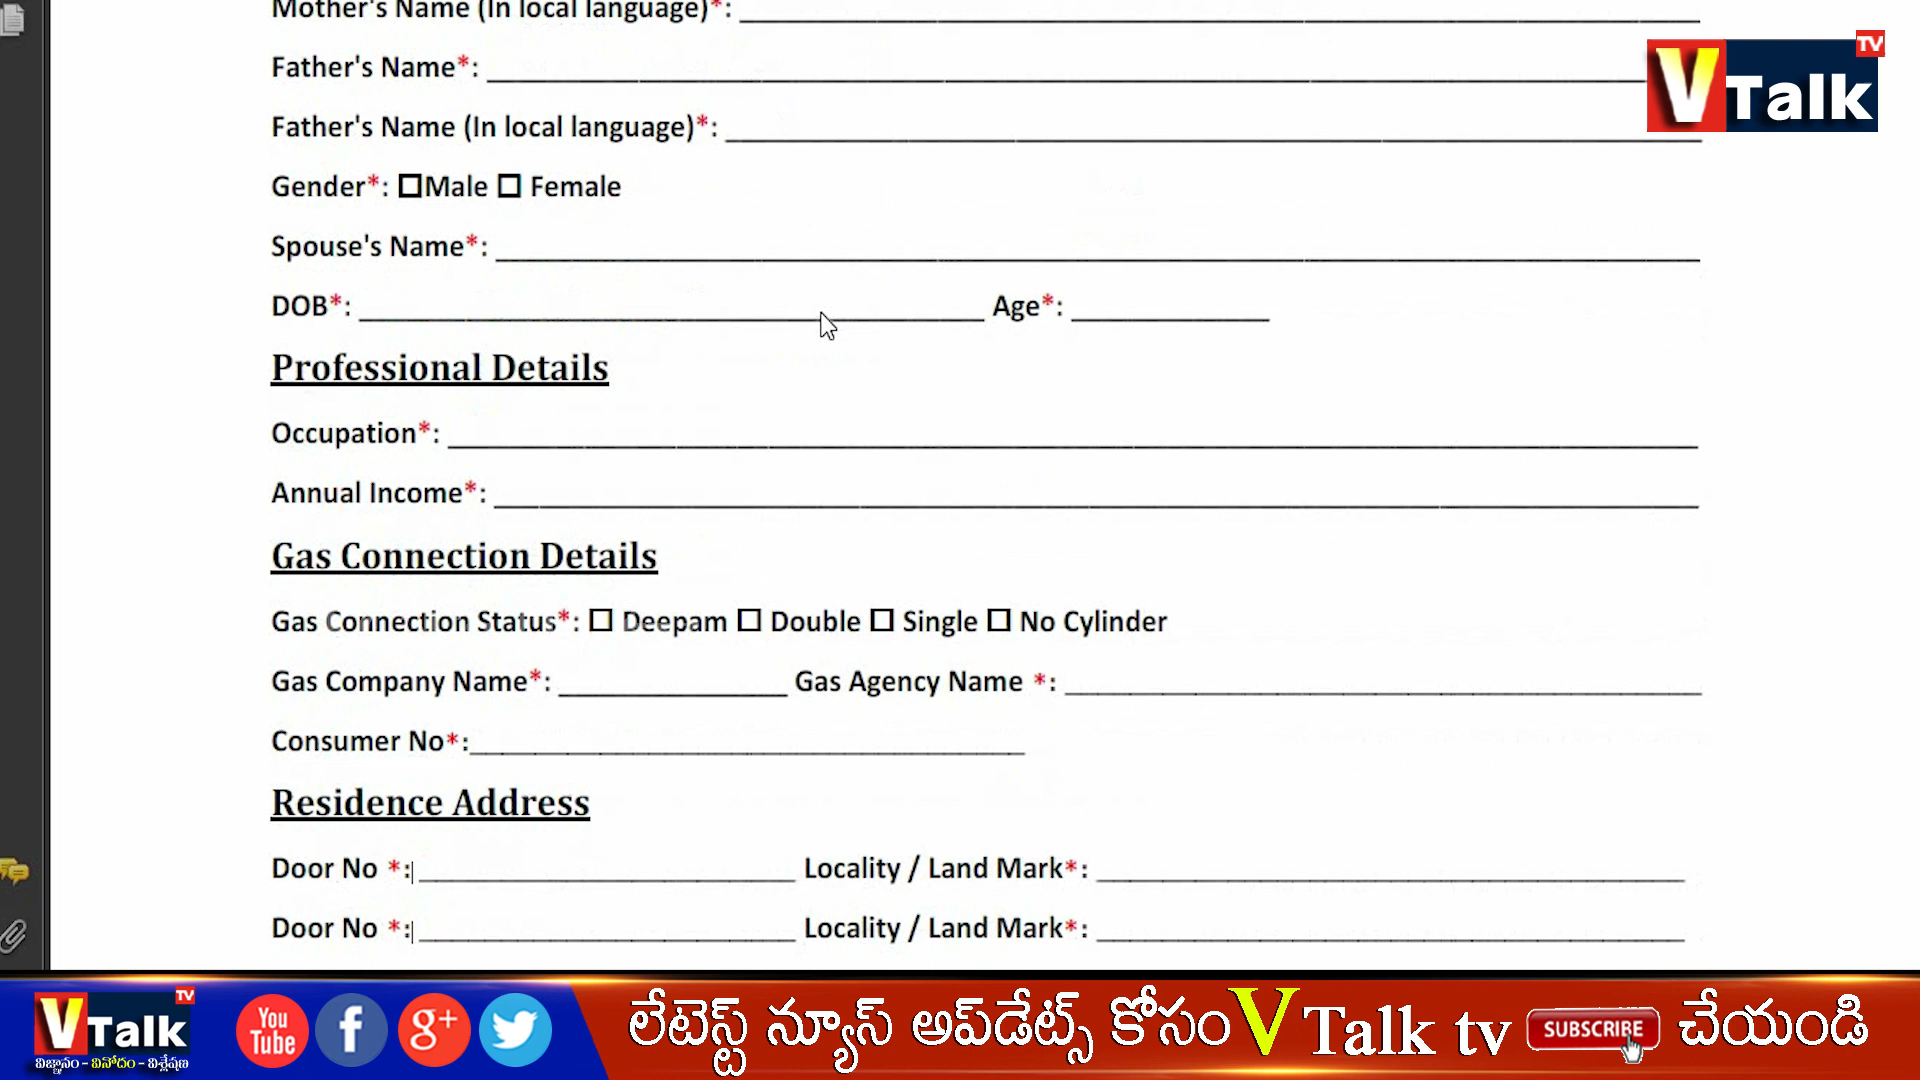 Mother's Name (In local language)*:
TV
V Talk
Father's Name*:
Father's Name (In local language)*:
Gender*: ☐Male ☐ Female
Spouse's Name*:
DOB*: Age*:
Professional Details
Occupation*:
Annual Income*:
Gas Connection Details
Gas Connection Status*: ☐ Deepam ☐ Double ☐ Single ☐ No Cylinder
Gas Company Name*: Gas Agency Name *:
Consumer No*:
Residence Address
Door No *: Locality / Land Mark*:
Door No *: Locality / Land Mark*:
TV
V Talk
విజ్ఞానం - వినోదం - విశ్లేషణ
You
Tube
f
g+
లేటెస్ట్ న్యూస్ అప్‌డేట్స్ కోసం V Talk tv SUBSCRIBE చేయండి